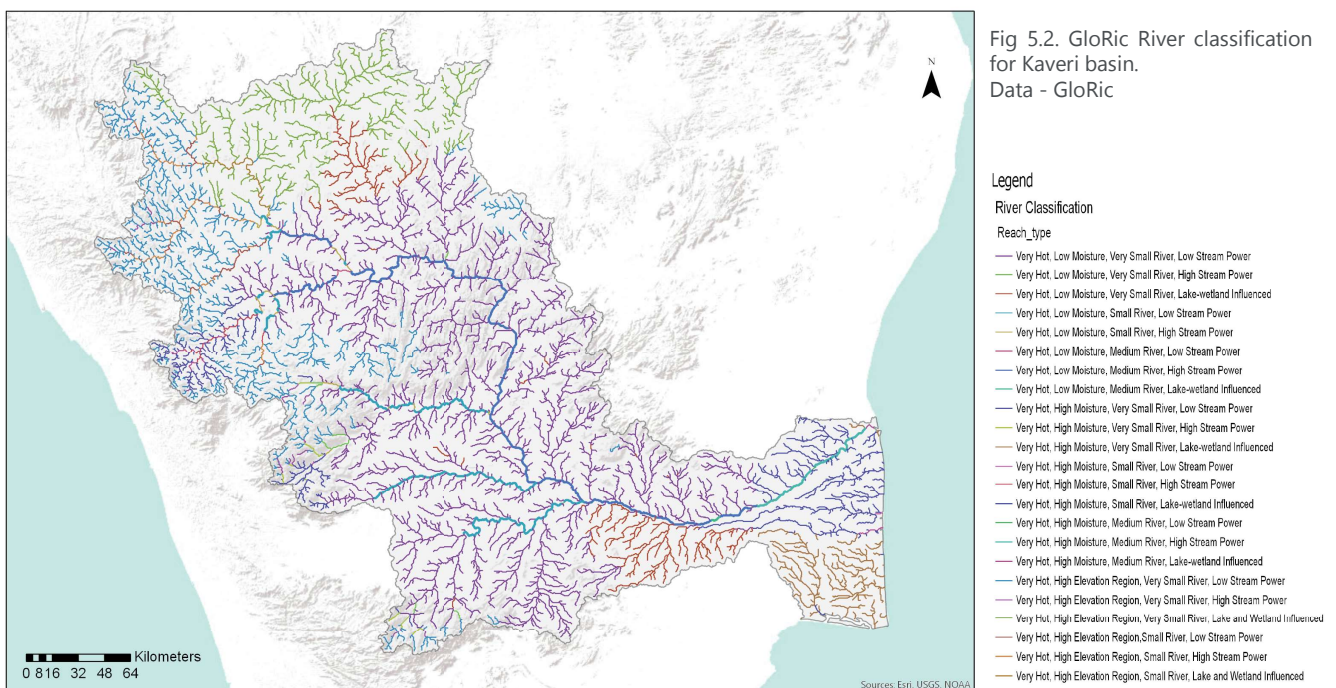 Fig 5.2. GloRic River classification
for Kaveri basin.
Data - GloRic
N
Legend
River Classification
Reach_type
Very Hot, Low Moisture, Very Small River, Low Stream Power
Very Hot, Low Moisture, Very Small River, High Stream Power
Very Hot, Low Moisture, Very Small River, Lake-wetland Influenced
Very Hot, Low Moisture, Small River, Low Stream Power
Very Hot, Low Moisture, Small River, High Stream Power
Very Hot, Low Moisture, Medium River, Low Stream Power
Very Hot, Low Moisture, Medium River, High Stream Power
Very Hot, Low Moisture, Medium River, Lake-wetland Influenced
Very Hot, High Moisture, Very Small River, Low Stream Power
Very Hot, High Moisture, Very Small River, High Stream Power
Very Hot, High Moisture, Very Small River, Lake-wetland Influenced
Very Hot, High Moisture, Small River, Low Stream Power
Very Hot, High Moisture, Small River, High Stream Power
Very Hot, High Moisture, Small River, Lake-wetland Influenced
Very Hot, High Moisture, Medium River, Low Stream Power
Very Hot, High Moisture, Medium River, High Stream Power
Very Hot, High Moisture, Medium River, Lake-wetland Influenced
Very Hot, High Elevation Region, Very Small River, Low Stream Power
Very Hot, High Elevation Region, Very Small River, High Stream Power
Very Hot, High Elevation Region, Very Small River, Lake and Wetland Influenced
Very Hot, High Elevation Region,Small River, Low Stream Power
Very Hot, High Elevation Region, Small River, High Stream Power
Very Hot, High Elevation Region, Small River, Lake and Wetland Influenced
Kilometers
0 8 16 32 48 64
Sources: Esri, USGS, NOAA